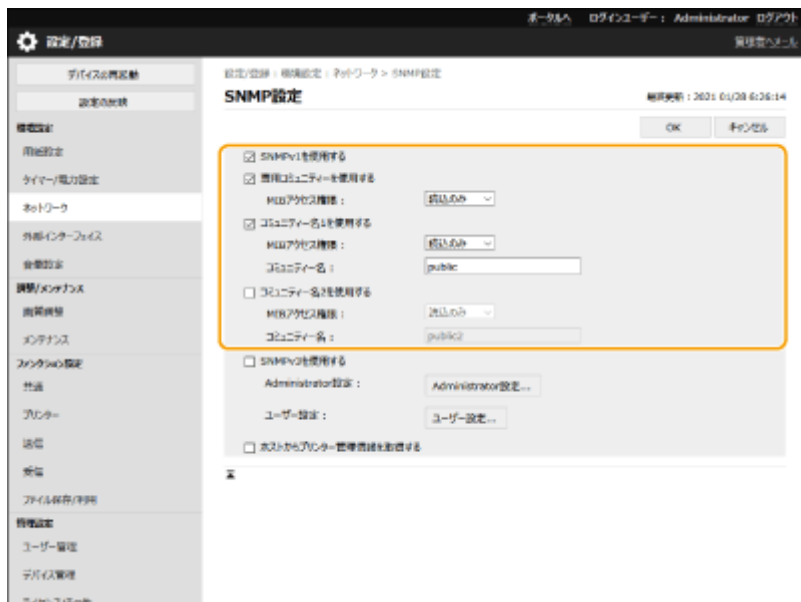 ポータルへ ログインユーザー： Administrator ログアウト
設定/登録
管理者へメール
デバイスの再起動
設定の反映
環境設定
用紙設定
タイマー/電力設定
ネットワーク
外部インターフェイス
音量設定
調整/メンテナンス
画質調整
メンテナンス
ファンクション設定
共通
プリンター
送信
受信
ファイル保存/利用
管理設定
ユーザー管理
デバイス管理
設定/登録 : 環境設定 : ネットワーク > SNMP設定
SNMP設定
最終更新 : 2021 01/28 6:26:14
OK
キャンセル
SNMPv1を使用する
専用コミュニティーを使用する
MIBアクセス権限 : 読込のみ
コミュニティー名1を使用する
MIBアクセス権限 : 読込のみ
コミュニティー名 : public
コミュニティー名2を使用する
MIBアクセス権限 : 読込のみ
コミュニティー名 : public2
SNMPv3を使用する
Administrator設定 : Administrator設定...
ユーザー設定 : ユーザー設定...
ホストからプリンター管理情報を取得する